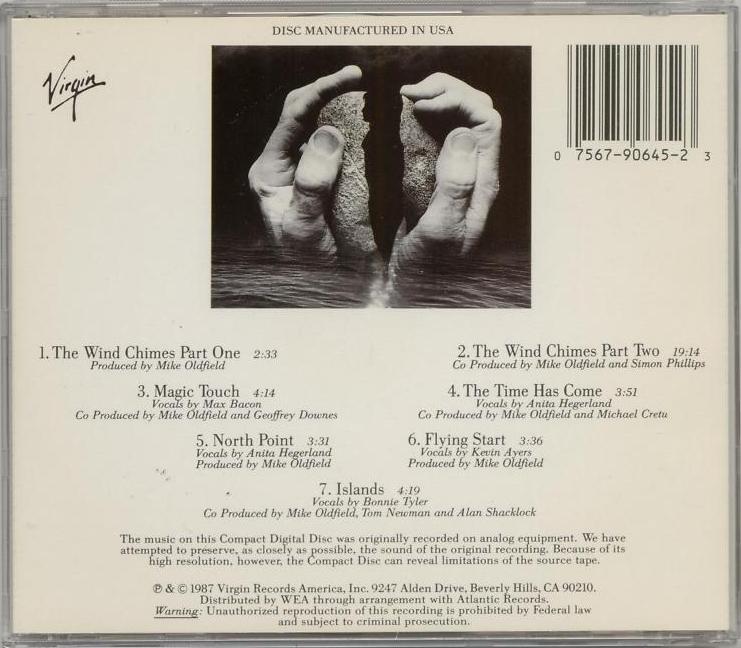 DISC MANUFACTURED IN USA
Virgin
0 7567-90645-2 3
1. The Wind Chimes Part One 2:33
Produced by Mike Oldfield
2. The Wind Chimes Part Two 19:14
Co Produced by Mike Oldfield and Simon Phillips
3. Magic Touch 4:14
Vocals by Max Bacon
Co Produced by Mike Oldfield and Geoffrey Downes
4. The Time Has Come 3:51
Vocals by Anita Hegerland
Co Produced by Mike Oldfield and Michael Cretu
5. North Point 3:31
Vocals by Anita Hegerland
Produced by Mike Oldfield
6. Flying Start 3:36
Vocals by Kevin Ayers
Produced by Mike Oldfield
7. Islands 4:19
Vocals by Bonnie Tyler
Co Produced by Mike Oldfield, Tom Newman and Alan Shacklock
The music on this Compact Digital Disc was originally recorded on analog equipment. We have
attempted to preserve, as closely as possible, the sound of the original recording. Because of its
high resolution, however, the Compact Disc can reveal limitations of the source tape.
℗ & © 1987 Virgin Records America, Inc. 9247 Alden Drive, Beverly Hills, CA 90210.
Distributed by WEA through arrangement with Atlantic Records.
Warning: Unauthorized reproduction of this recording is prohibited by Federal law
and subject to criminal prosecution.